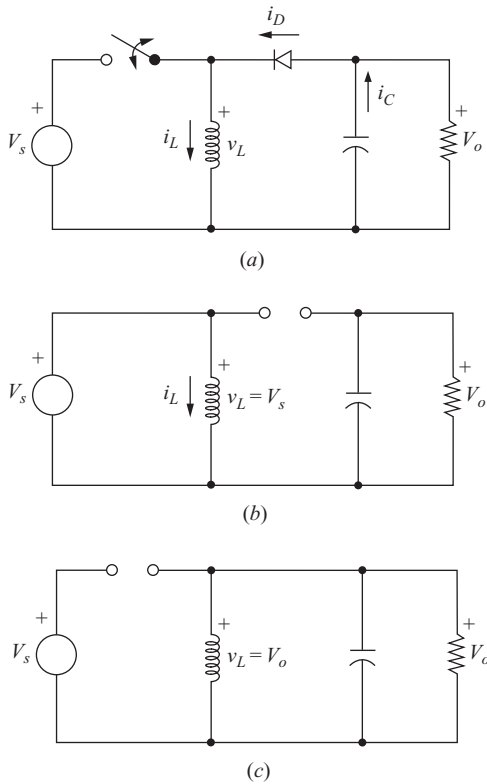 i_D
+ i_L + v_L i_C +
V_s V_o
(a)
+ i_L + v_L = V_s +
V_s V_o
(b)
+ + +
V_s v_L = V_o V_o
(c)